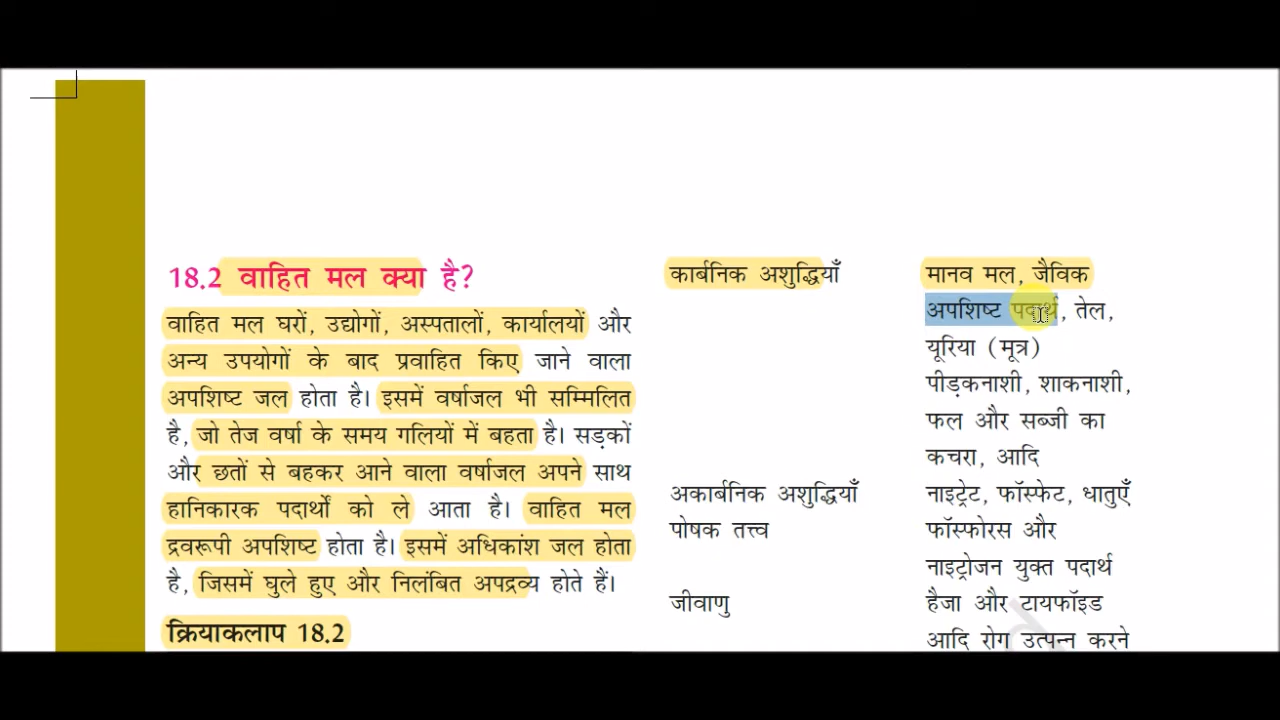 18.2 वाहित मल क्या है?
वाहित मल घरों, उद्योगों, अस्पतालों, कार्यालयों और
अन्य उपयोगों के बाद प्रवाहित किए जाने वाला
अपशिष्ट जल होता है। इसमें वर्षाजल भी सम्मिलित
है, जो तेज वर्षा के समय गलियों में बहता है। सड़कों
और छतों से बहकर आने वाला वर्षाजल अपने साथ
हानिकारक पदार्थों को ले आता है। वाहित मल
द्रवरूपी अपशिष्ट होता है। इसमें अधिकांश जल होता
है, जिसमें घुले हुए और निलंबित अपद्रव्य होते हैं।
क्रियाकलाप 18.2
कार्बनिक अशुद्धियाँ मानव मल, जैविक
अपशिष्ट पदार्थ, तेल,
यूरिया (मूत्र)
पीड़कनाशी, शाकनाशी,
फल और सब्जी का
कचरा, आदि
अकार्बनिक अशुद्धियाँ नाइट्रेट, फॉस्फेट, धातुएँ
पोषक तत्त्व फॉस्फोरस और
नाइट्रोजन युक्त पदार्थ
जीवाणु हैजा और टायफॉइड
आदि रोग उत्पन्न करने